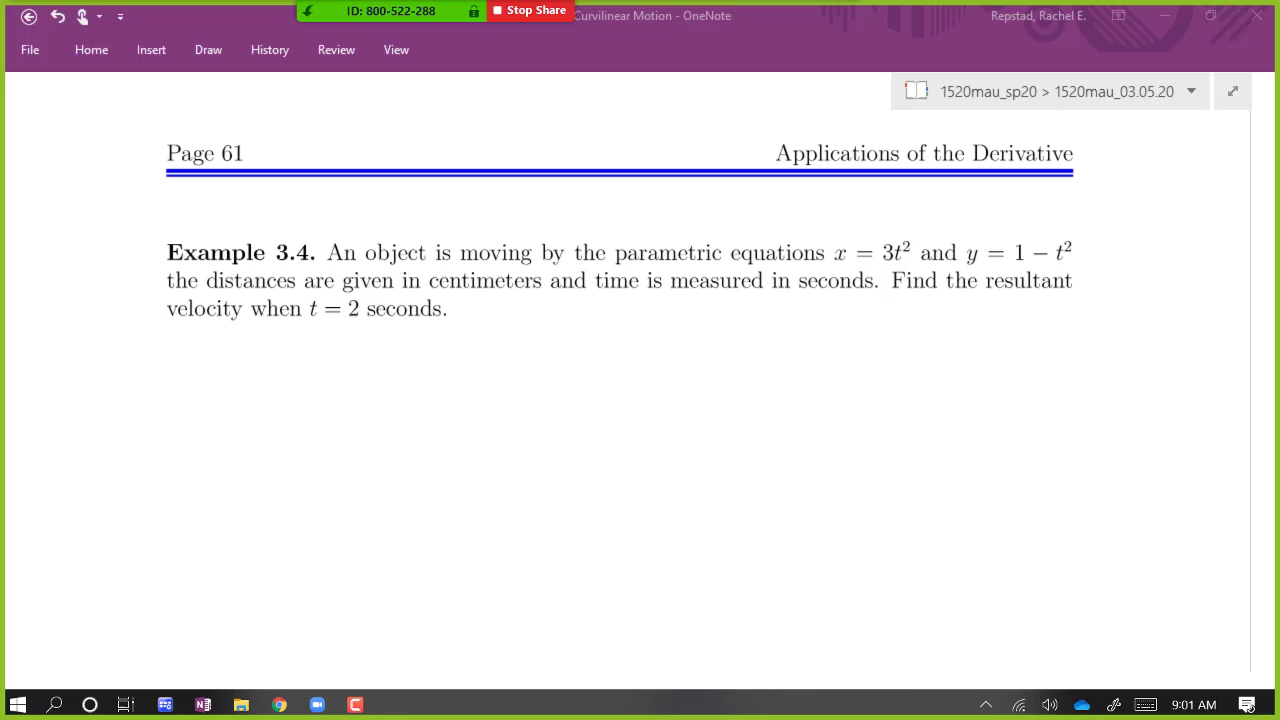 ID: 800-522-288
Stop Share
Curvilinear Motion - OneNote
Repstad, Rachel E.
File Home Insert Draw History Review View
1520mau_sp20 > 1520mau_03.05.20
Page 61 Applications of the Derivative
Example 3.4. An object is moving by the parametric equations x = 3t² and y = 1 − t²
the distances are given in centimeters and time is measured in seconds. Find the resultant
velocity when t = 2 seconds.
9:01 AM